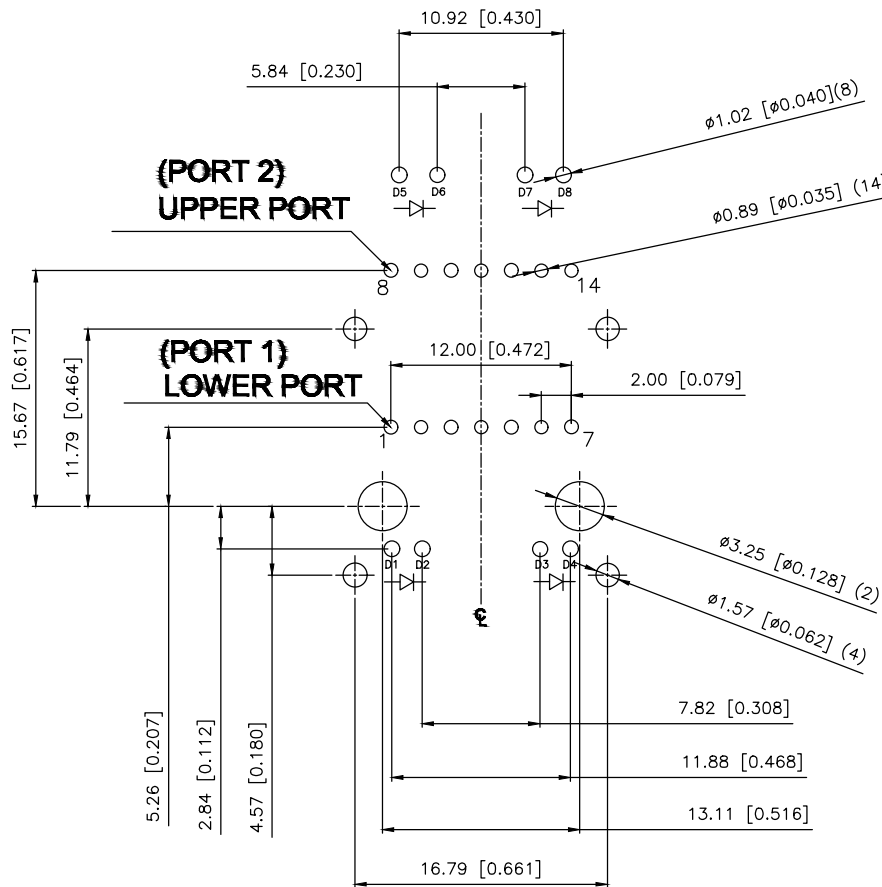 10.92 [0.430]
5.84 [0.230]
ø1.02 [ø0.040](8)
(PORT 2)
UPPER PORT
D5 D6 D7 D8
ø0.89 [ø0.035] (14)
8 14
15.67 [0.617]
11.79 [0.464]
(PORT 1)
LOWER PORT
12.00 [0.472]
2.00 [0.079]
1 7
D1 D2 D3 D4
ø3.25 [ø0.128] (2)
ø1.57 [ø0.062] (4)
℄
5.26 [0.207]
2.84 [0.112]
4.57 [0.180]
7.82 [0.308]
11.88 [0.468]
13.11 [0.516]
16.79 [0.661]